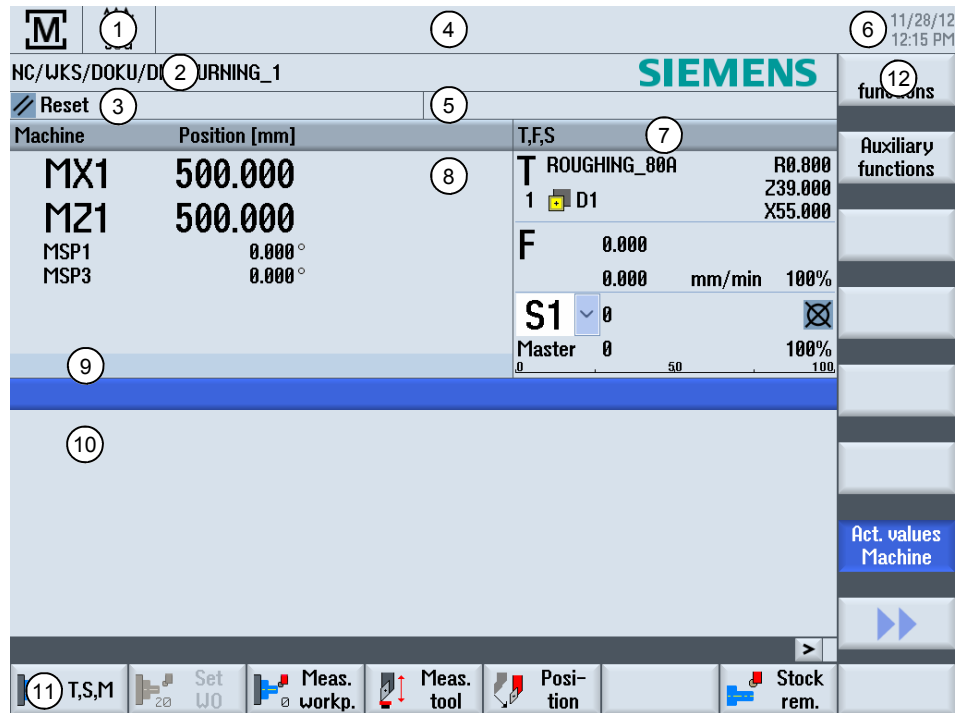 M 1 4 6 11/28/12
12:15 PM
NC/WKS/DOKU/ 2 URNING_1 SIEMENS
12
Reset 3 5
Machine Position [mm] T,F,S 7
Auxiliary
functions
MX1 500.000 8
MZ1 500.000
MSP1 0.000°
MSP3 0.000°
T ROUGHING_80A R0.800
Z39.000
1 D1
X55.000
F 0.000
0.000 mm/min 100%
S1 0
Master 0 100%
0 50 100
9
10
Act. values
Machine
>
11 T,S,M
20 Set
WO
0 Meas.
workp.
Meas.
tool
Posi-
tion
Stock
rem.